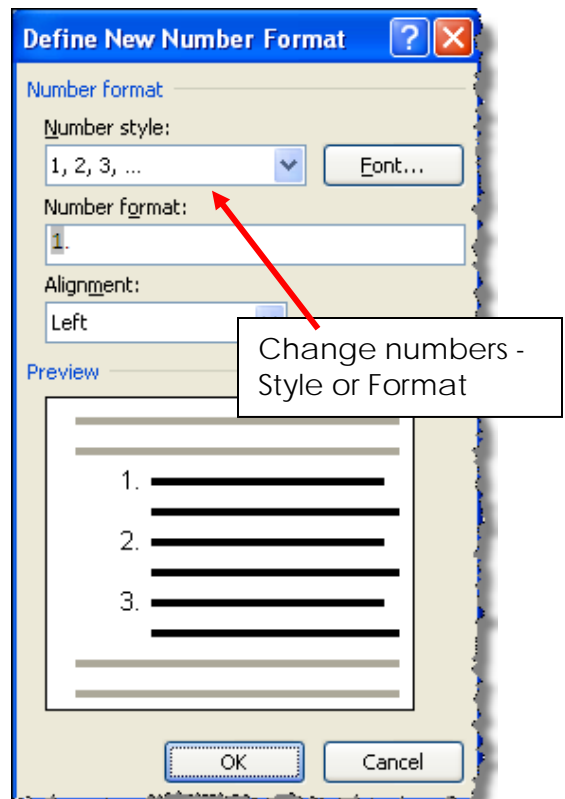 Define New Number Format
Number format
Number style:
1, 2, 3, ...
Font...
Number format:
1.
Alignment:
Left
Change numbers -
Style or Format
Preview
1.
2.
3.
OK
Cancel